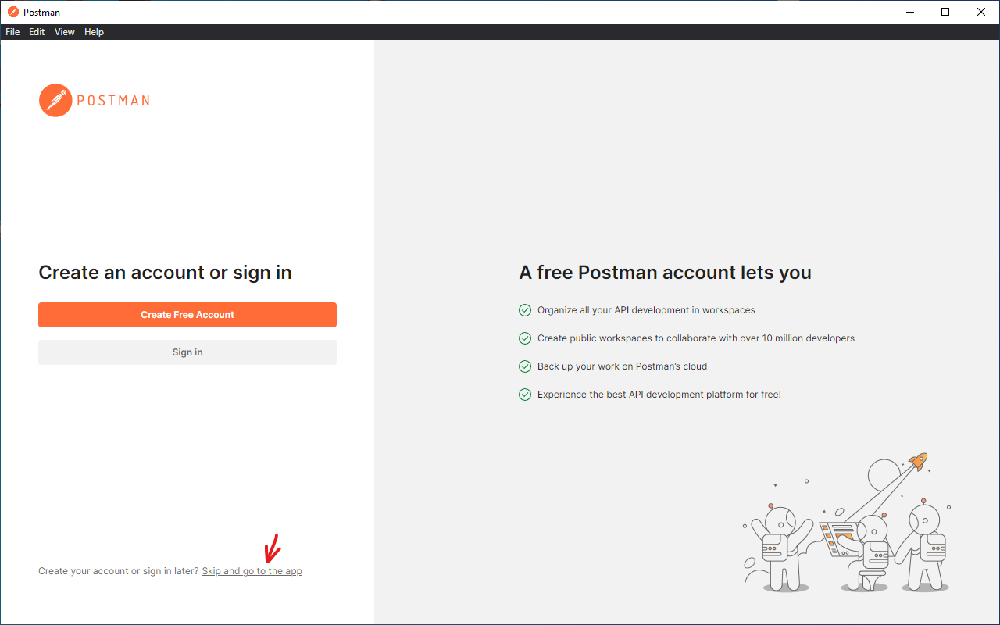 Postman
File Edit View Help
POSTMAN
Create an account or sign in
Create Free Account
Sign in
Create your account or sign in later? Skip and go to the app
A free Postman account lets you
Organize all your API development in workspaces
Create public workspaces to collaborate with over 10 million developers
Back up your work on Postman's cloud
Experience the best API development platform for free!